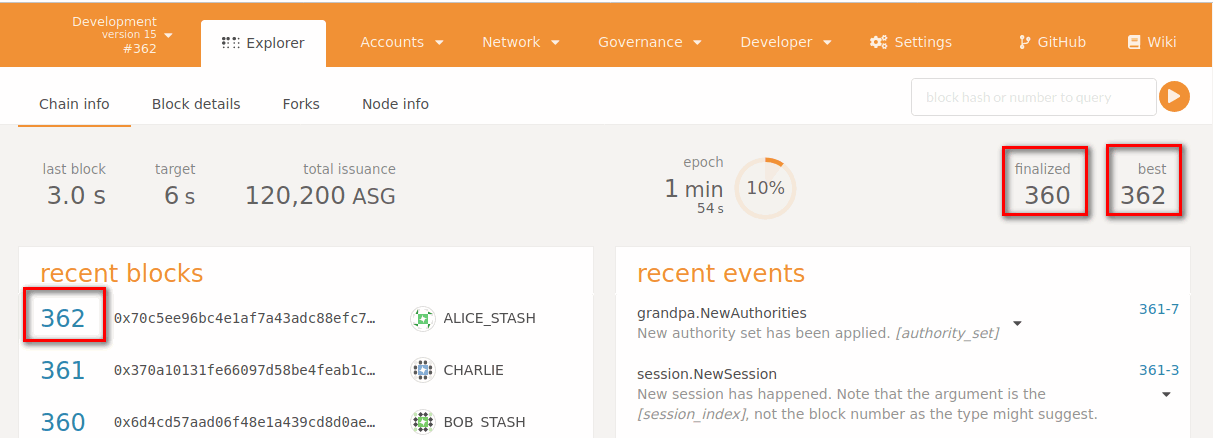 Development
version 15
#362
Explorer
Accounts
Network
Governance
Developer
Settings
GitHub
Wiki
Chain info
Block details
Forks
Node info
block hash or number to query
last block
3.0 s
target
6 s
total issuance
120,200 ASG
epoch
1 min
54 s
10%
finalized
360
best
362
recent blocks
362 0x70c5ee96bc4e1af7a43adc88efc7… ALICE_STASH
361 0x370a10131fe66097d58be4feab1c… CHARLIE
360 0x6d4cd57aad06f48e1a439cd8d0ae… BOB_STASH
recent events
grandpa.NewAuthorities 361-7
New authority set has been applied. [authority_set]
session.NewSession 361-3
New session has happened. Note that the argument is the
[session_index], not the block number as the type might suggest.